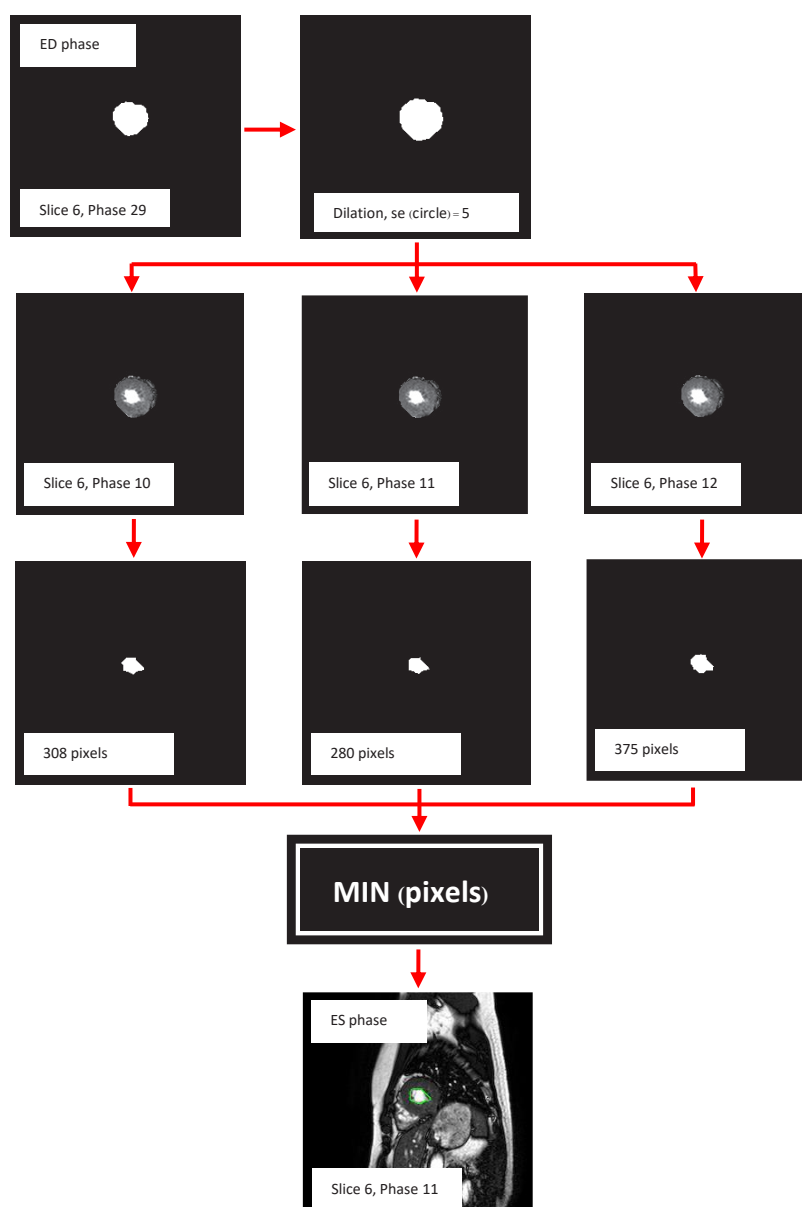 ED phase
Slice 6, Phase 29
Dilation, se (circle) = 5
Slice 6, Phase 10
Slice 6, Phase 11
Slice 6, Phase 12
308 pixels
280 pixels
375 pixels
MIN (pixels)
ES phase
Slice 6, Phase 11